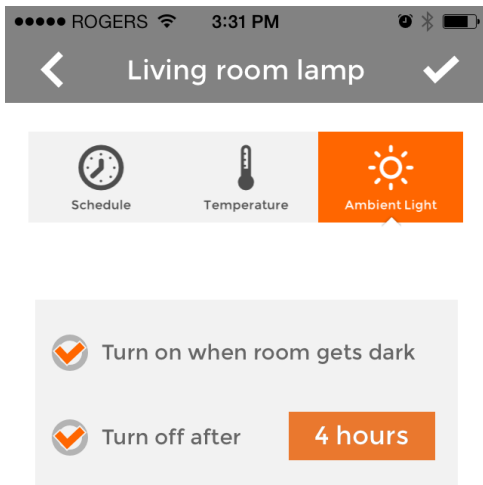 ROGERS 3:31 PM
Living room lamp
Schedule Temperature Ambient Light
Turn on when room gets dark
Turn off after 4 hours